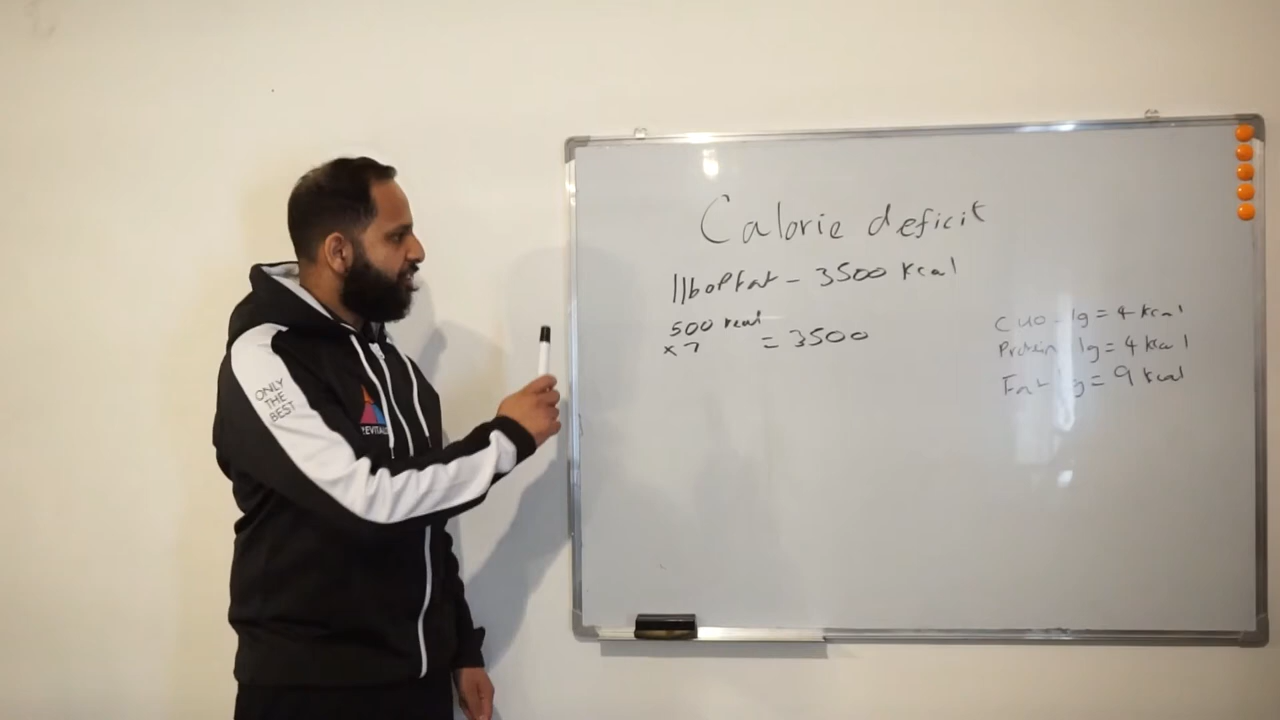 ONLY
THE
BEST
Calorie deficit
1lb of fat - 3500 kcal
500 kcal
x 7 = 3500
CHO - 1g = 4 kcal
Protein 1g = 4 kcal
Fat 1g = 9 kcal